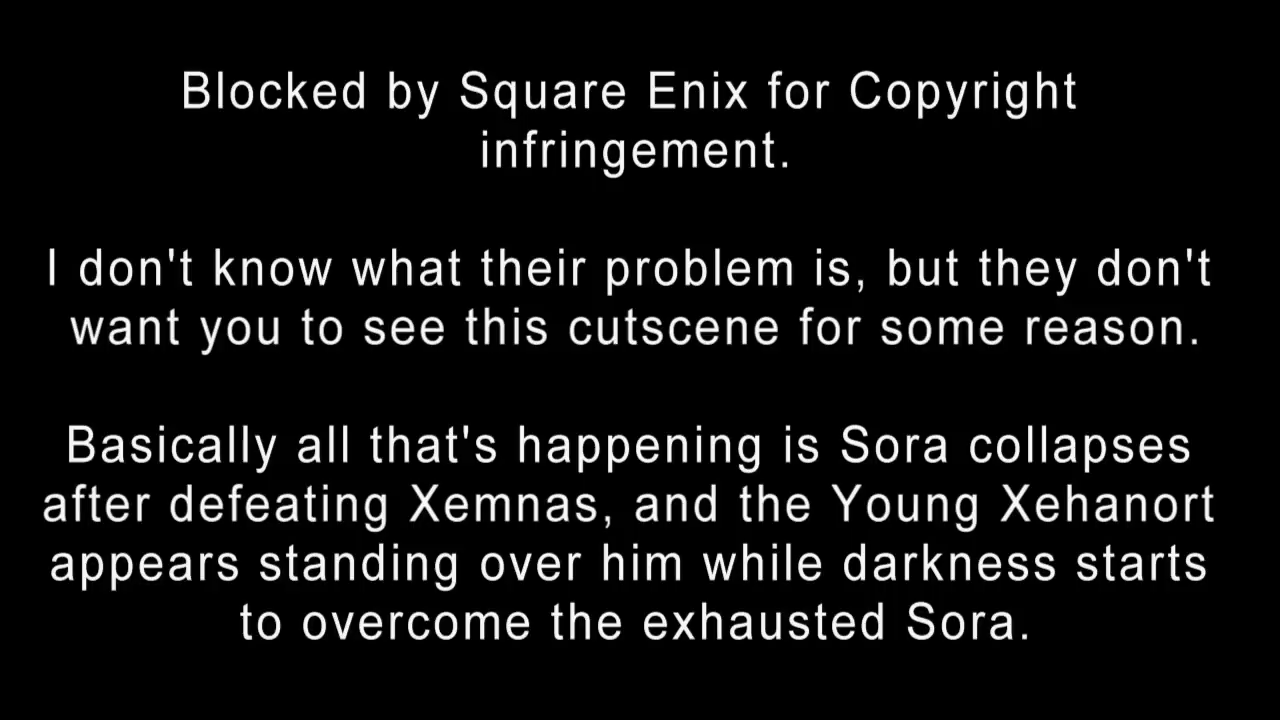 Blocked by Square Enix for Copyright
infringement.
I don't know what their problem is, but they don't
want you to see this cutscene for some reason.
Basically all that's happening is Sora collapses
after defeating Xemnas, and the Young Xehanort
appears standing over him while darkness starts
to overcome the exhausted Sora.